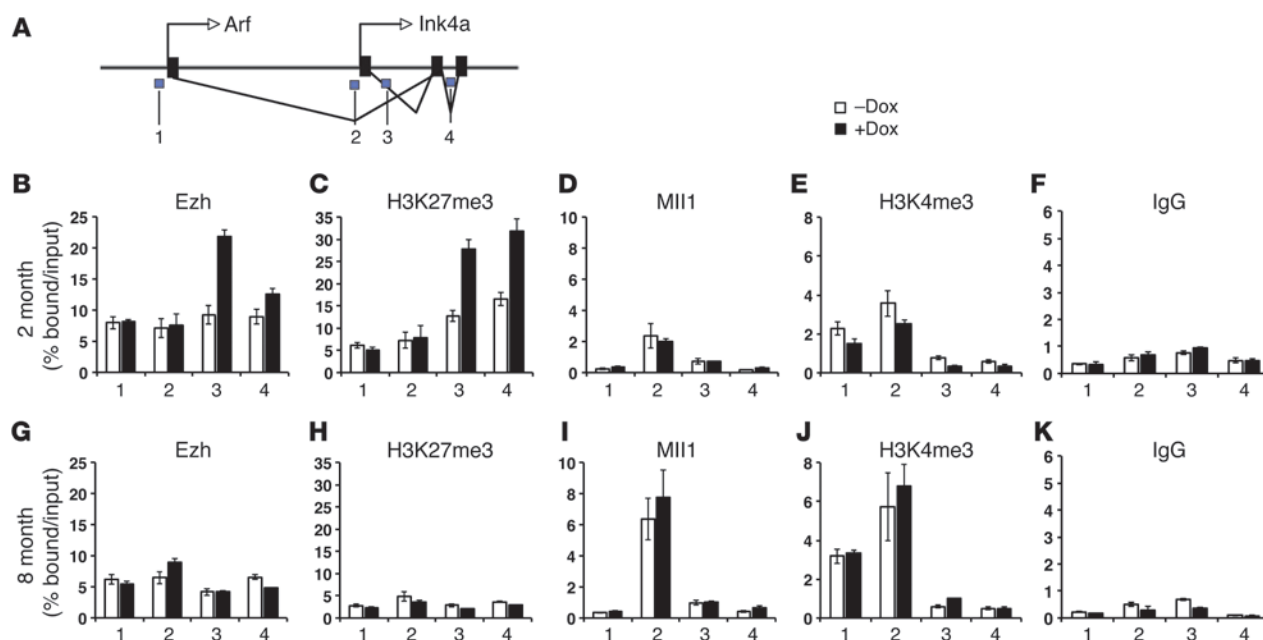 A
Arf
Ink4a
1 2 3 4
–Dox
+Dox
B
Ezh
2 month
(% bound/input)
25
20
15
10
5
0
1 2 3 4
C
H3K27me3
35
30
25
20
15
10
5
0
1 2 3 4
D
Mll1
10
8
6
4
2
0
1 2 3 4
E
H3K4me3
8
6
4
2
0
1 2 3 4
F
IgG
6
5
4
3
2
1
0
1 2 3 4
G
Ezh
8 month
(% bound/input)
25
20
15
10
5
0
1 2 3 4
H
H3K27me3
35
30
25
20
15
10
5
0
1 2 3 4
I
Mll1
10
8
6
4
2
0
1 2 3 4
J
H3K4me3
8
6
4
2
0
1 2 3 4
K
IgG
6
5
4
3
2
1
0
1 2 3 4